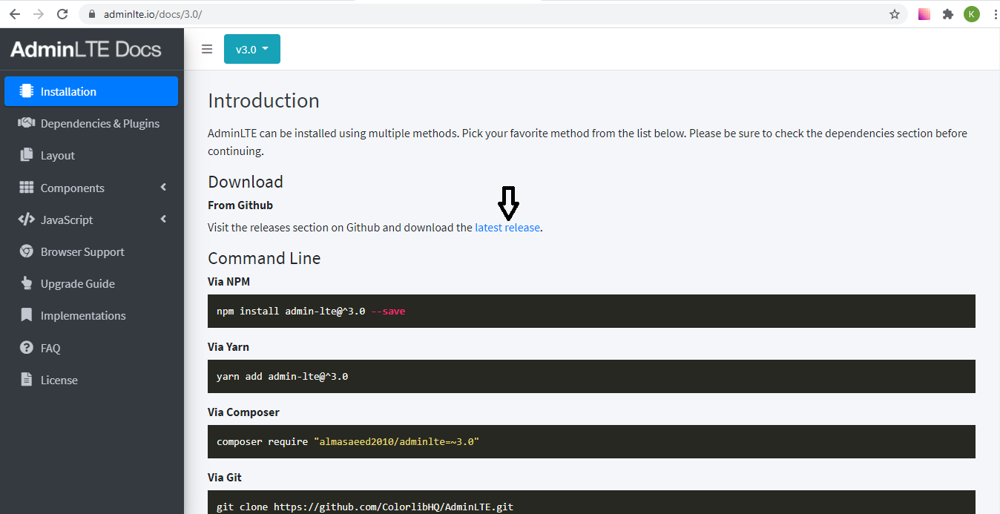 adminlte.io/docs/3.0/
K
AdminLTE Docs
v3.0
Installation
Dependencies & Plugins
Layout
Components
JavaScript
Browser Support
Upgrade Guide
Implementations
FAQ
License
Introduction
AdminLTE can be installed using multiple methods. Pick your favorite method from the list below. Please be sure to check the dependencies section before
continuing.
Download
From Github
Visit the releases section on Github and download the latest release.
Command Line
Via NPM
npm install admin-lte@^3.0 --save
Via Yarn
yarn add admin-lte@^3.0
Via Composer
composer require "almasaeed2010/adminlte=~3.0"
Via Git
git clone https://github.com/ColorlibHQ/AdminLTE.git